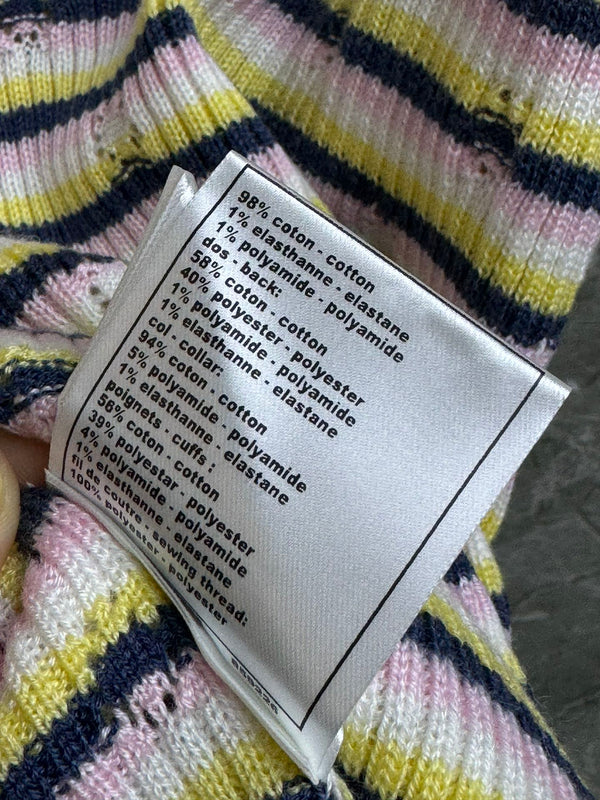 98% coton - cotton
1% elasthanne - elastane
1% polyamide - polyamide
dos - back:
58% coton - cotton
40% polyester - polyester
1% polyamide - polyamide
1% elasthanne - elastane
col - collar:
94% coton - cotton
5% polyamide - polyamide
1% elasthanne - elastane
poignets - cuffs :
56% coton - cotton
39% polyestar - polyester
4% polyamide - polyamide
1% elasthanne - elastane
fil de coutre - sewing thread:
100% polyester - polyester